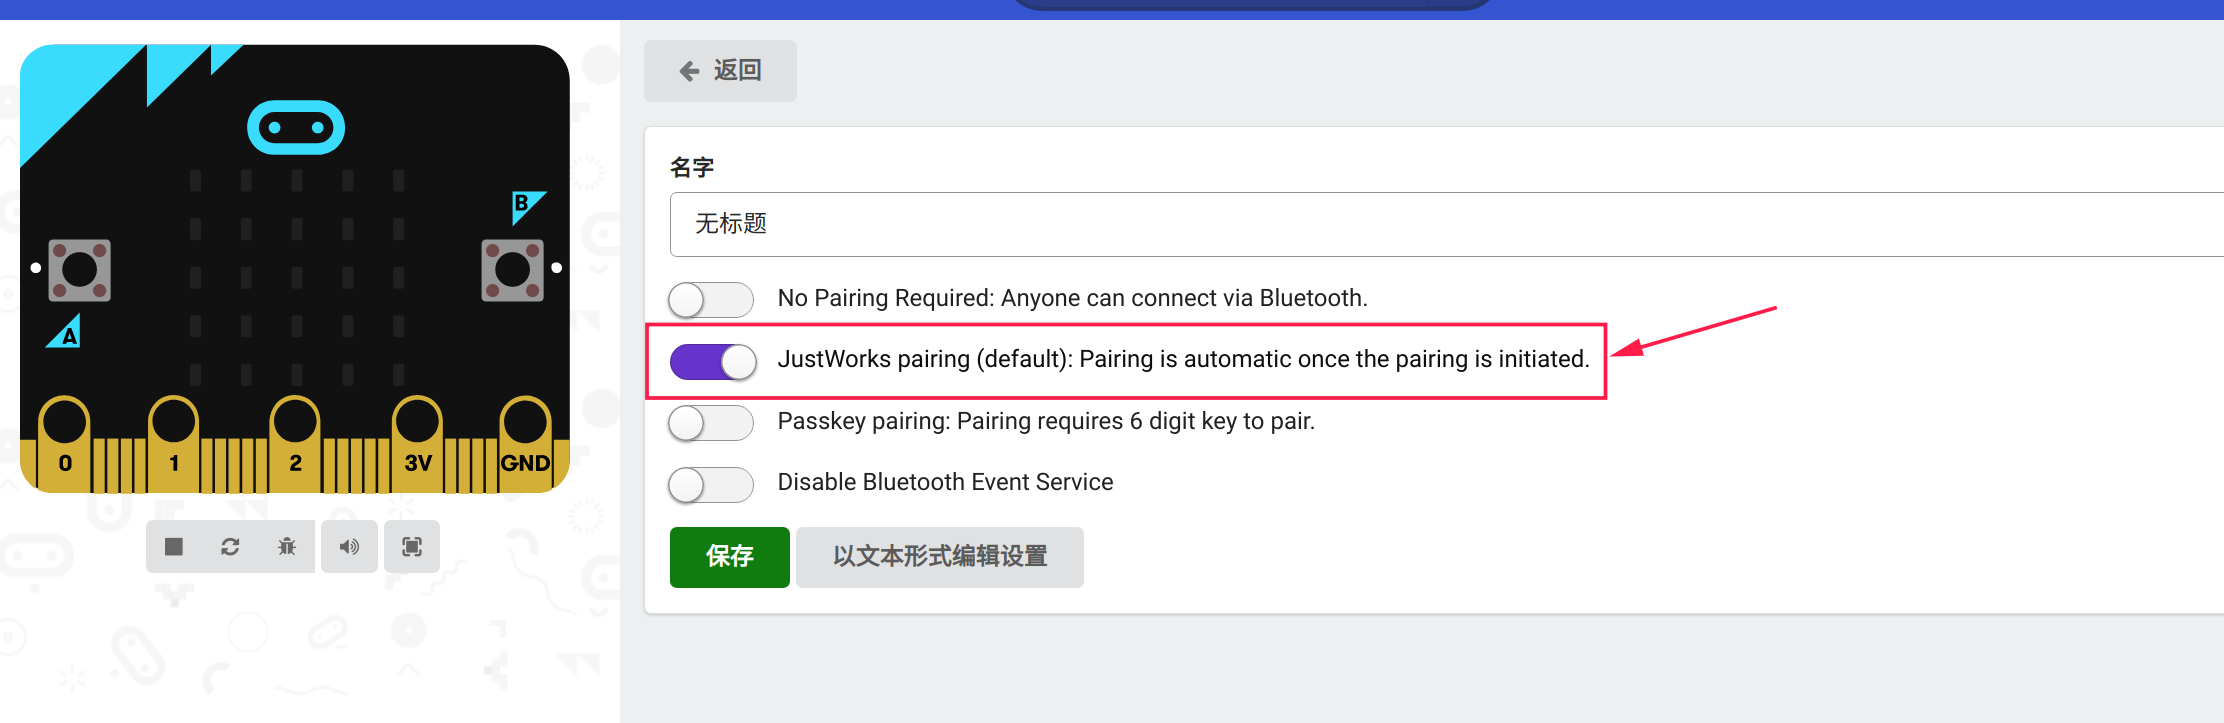 返回
名字
无标题
No Pairing Required: Anyone can connect via Bluetooth.
JustWorks pairing (default): Pairing is automatic once the pairing is initiated.
Passkey pairing: Pairing requires 6 digit key to pair.
Disable Bluetooth Event Service
保存 以文本形式编辑设置
B
A
0 1 2 3V GND